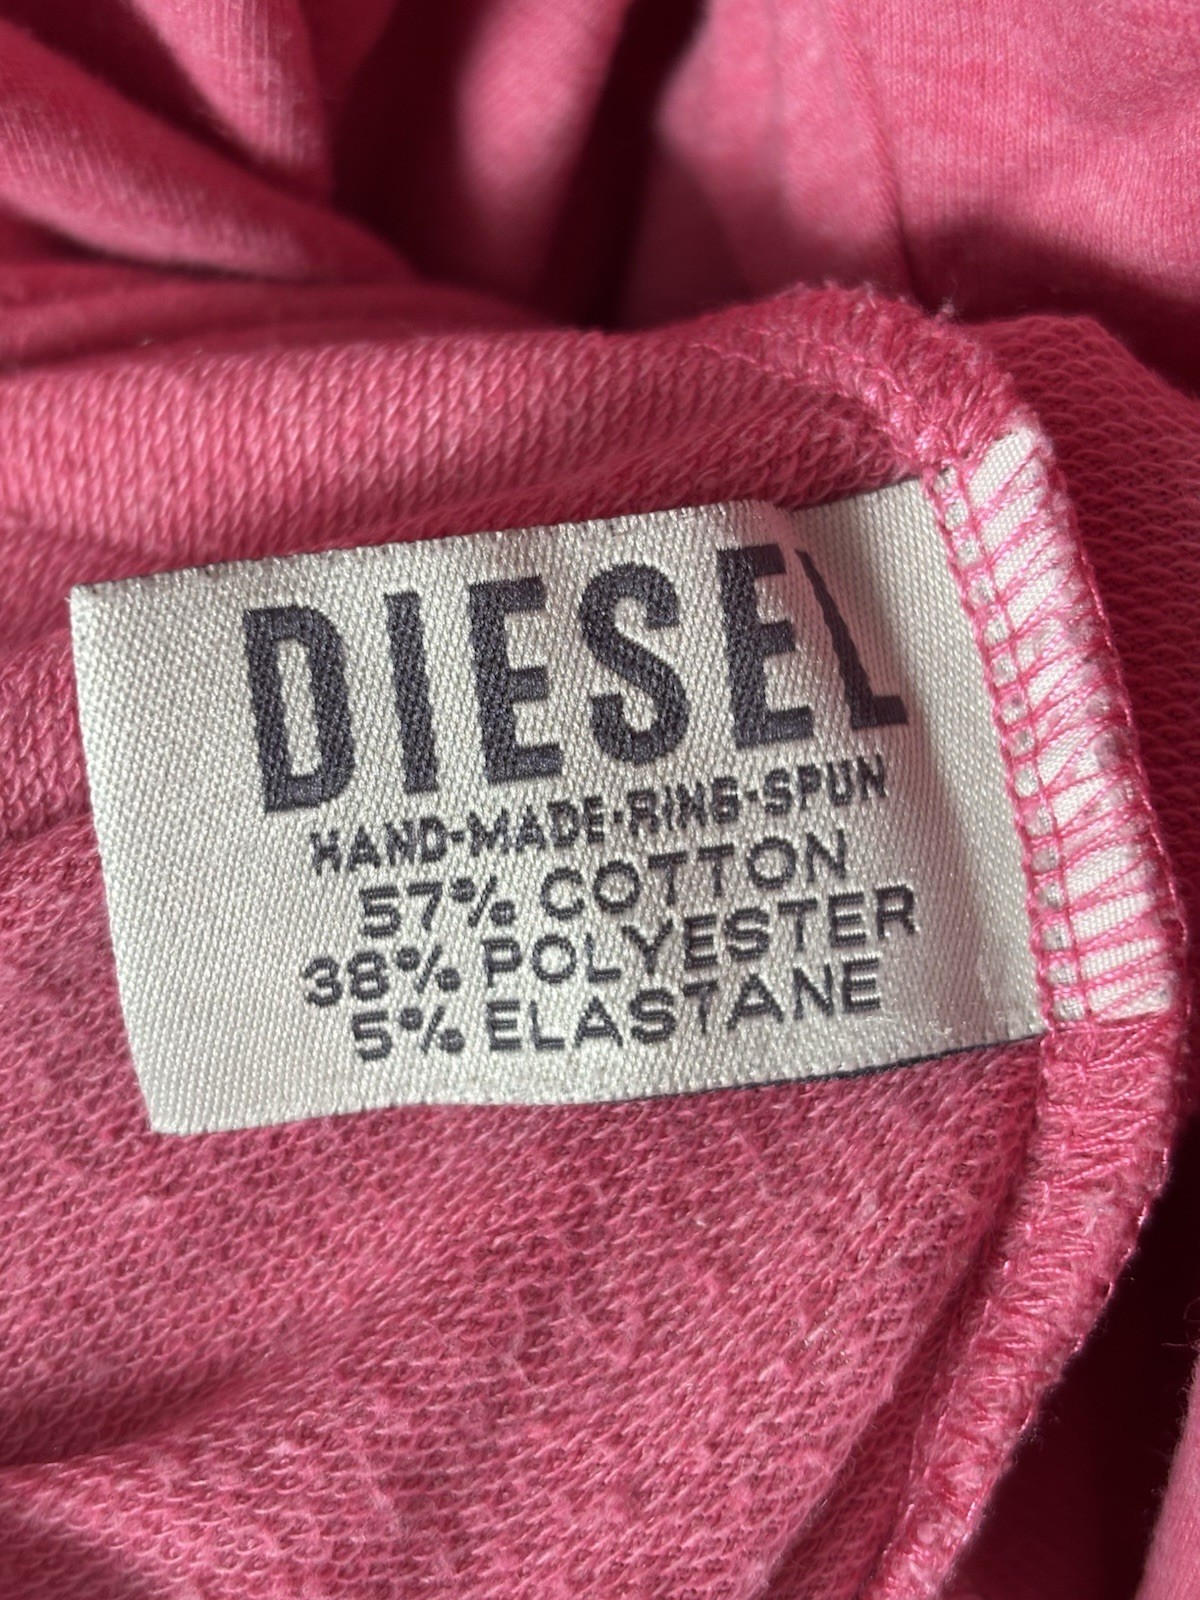 DIESEL
HAND-MADE·RING-SPUN
57% COTTON
38% POLYESTER
5% ELASTANE